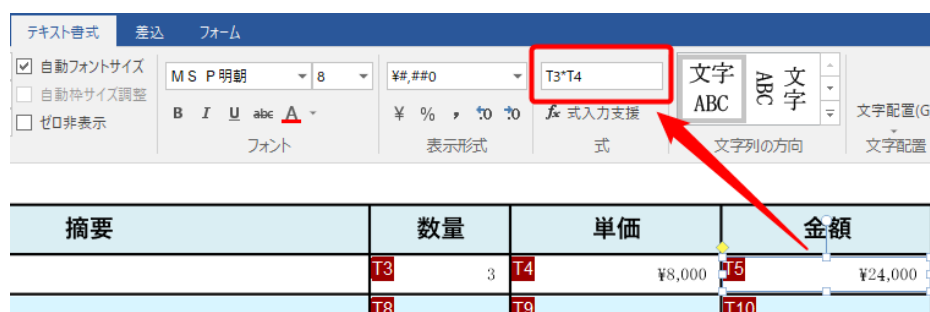 テキスト書式 差込 フォーム
自動フォントサイズ
自動枠サイズ調整
ゼロ非表示
MS P明朝 8
B I U abc A
フォント
¥#,##0
¥ % , .0 .0
表示形式
T3*T4
fx 式入力支援
式
文字 ABC
ABC 文字
文字列の方向
文字配置(G
文字配置
摘要 数量 単価 金額
T3 3 T4 ¥8,000 T5 ¥24,000
T8 T9 T10